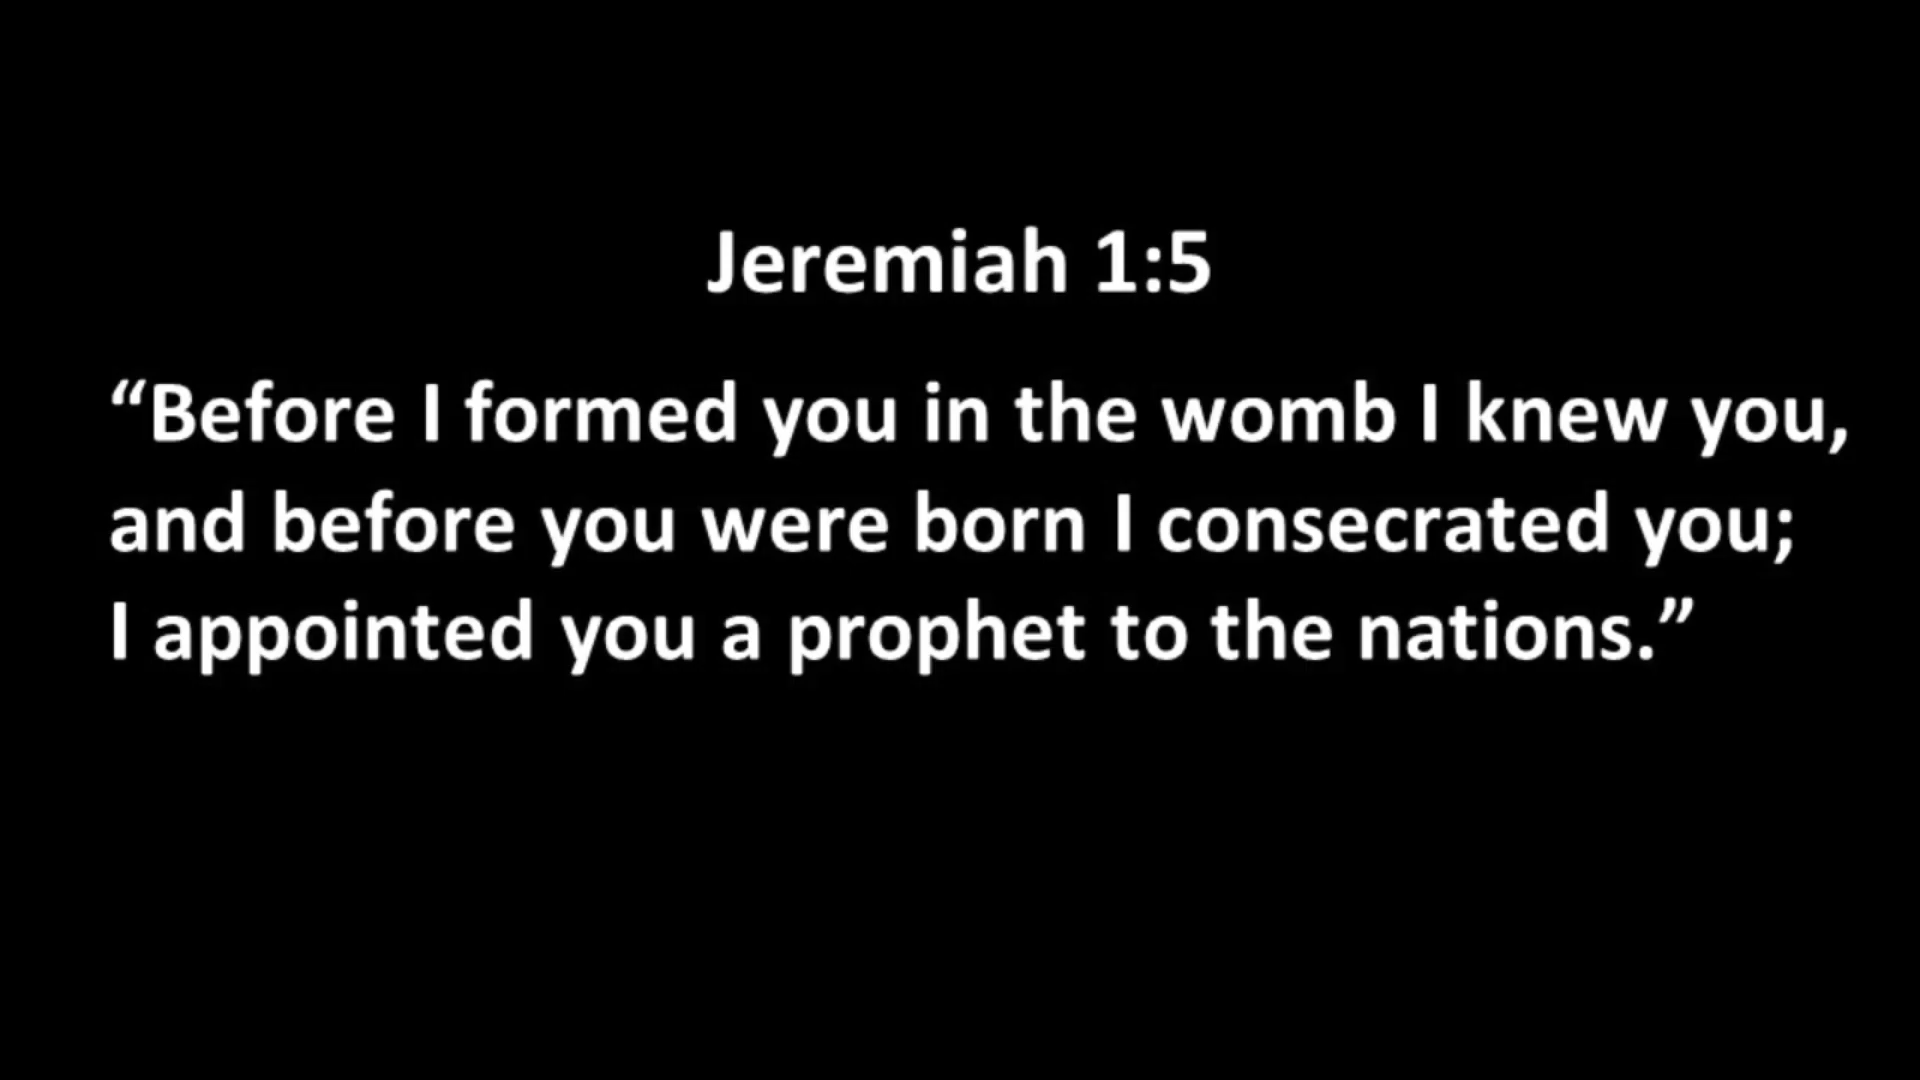 Jeremiah 1:5
“Before I formed you in the womb I knew you,
and before you were born I consecrated you;
I appointed you a prophet to the nations.”